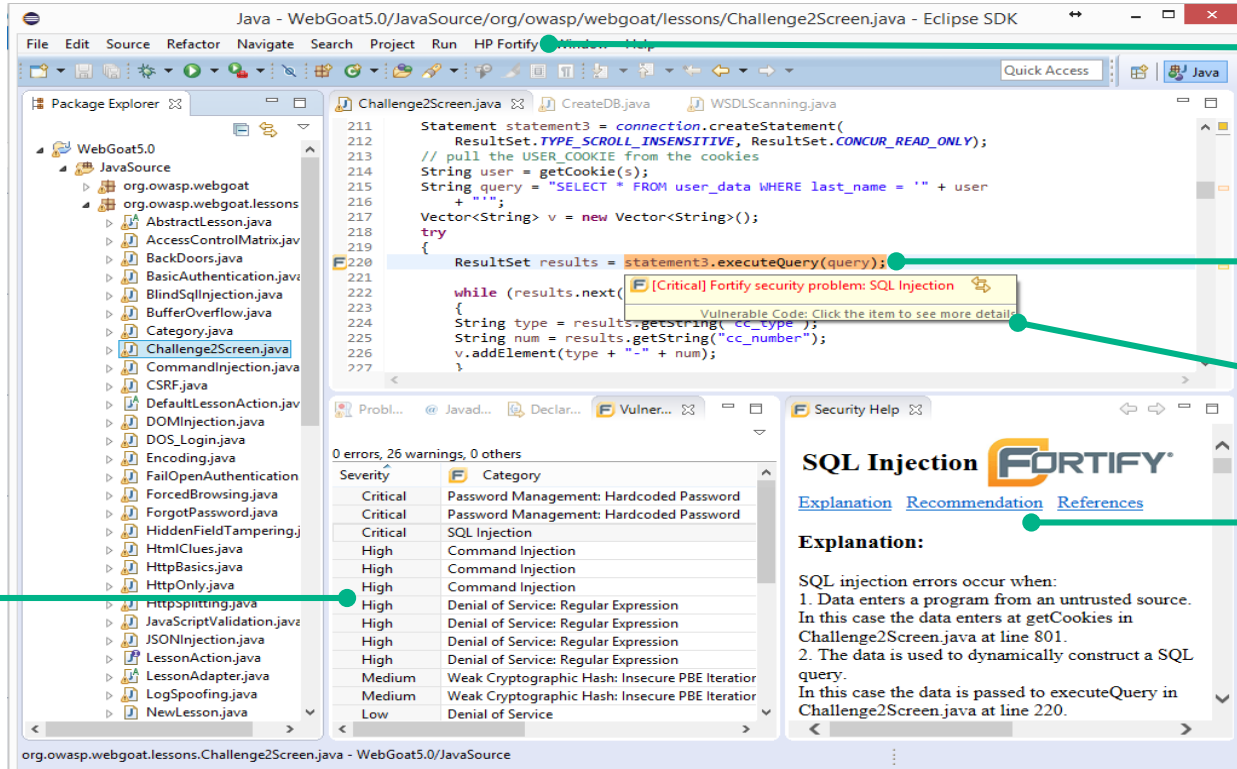 Java - WebGoat5.0/JavaSource/org/owasp/webgoat/lessons/Challenge2Screen.java - Eclipse SDK
File Edit Source Refactor Navigate Search Project Run HP Fortify Window Help
Quick Access
Java
Package Explorer
WebGoat5.0
JavaSource
org.owasp.webgoat
org.owasp.webgoat.lessons
AbstractLesson.java
AccessControlMatrix.jav
BackDoors.java
BasicAuthentication.java
BlindSqlInjection.java
BufferOverflow.java
Category.java
Challenge2Screen.java
CommandInjection.java
CSRF.java
DefaultLessonAction.jav
DOMInjection.java
DOS_Login.java
Encoding.java
FailOpenAuthentication
ForcedBrowsing.java
ForgotPassword.java
HiddenFieldTampering.j
HtmlClues.java
HttpBasics.java
HttpOnly.java
HttpSplitting.java
JavaScriptValidation.java
JSONInjection.java
LessonAction.java
LessonAdapter.java
LogSpoofing.java
NewLesson.java
Challenge2Screen.java CreateDB.java WSDLScanning.java
211 Statement statement3 = connection.createStatement(
212 ResultSet.TYPE_SCROLL_INSENSITIVE, ResultSet.CONCUR_READ_ONLY);
213 // pull the USER_COOKIE from the cookies
214 String user = getCookie(s);
215 String query = "SELECT * FROM user_data WHERE last_name = '" + user
216 + "'";
217 Vector<String> v = new Vector<String>();
218 try
219 {
220 ResultSet results = statement3.executeQuery(query);
221
222 while (results.next(
223 {
224 String type = results.getString("cc_type");
225 String num = results.getString("cc_number");
226 v.addElement(type + "-" + num);
227 }
[Critical] Fortify security problem: SQL Injection
Vulnerable Code: Click the item to see more details
Probl... Javad... Declar... Vulner...
0 errors, 26 warnings, 0 others
Severity Category
Critical Password Management: Hardcoded Password
Critical Password Management: Hardcoded Password
Critical SQL Injection
High Command Injection
High Command Injection
High Command Injection
High Denial of Service: Regular Expression
High Denial of Service: Regular Expression
High Denial of Service: Regular Expression
High Denial of Service: Regular Expression
Medium Weak Cryptographic Hash: Insecure PBE Iteration
Medium Weak Cryptographic Hash: Insecure PBE Iteration
Low Denial of Service
Security Help
SQL Injection FORTIFY
Explanation Recommendation References
Explanation:
SQL injection errors occur when:
1. Data enters a program from an untrusted source.
In this case the data enters at getCookies in
Challenge2Screen.java at line 801.
2. The data is used to dynamically construct a SQL
query.
In this case the data is passed to executeQuery in
Challenge2Screen.java at line 220.
org.owasp.webgoat.lessons.Challenge2Screen.java - WebGoat5.0/JavaSource